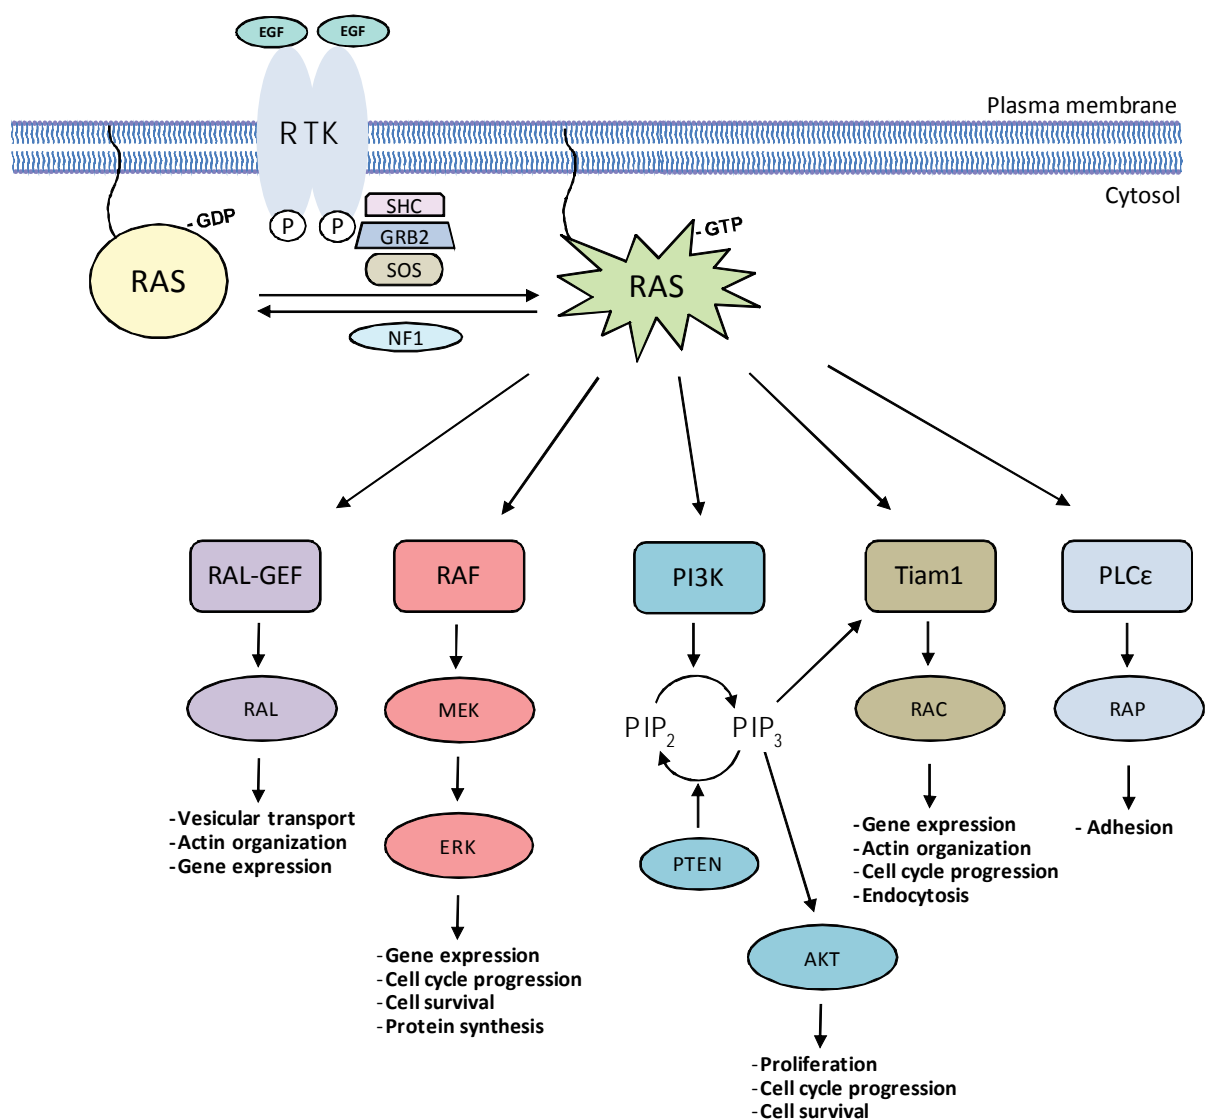 EGF
EGF
RTK
Plasma membrane
Cytosol
-GDP
P
P
SHC
GRB2
SOS
-GTP
RAS
RAS
NF1
RAL-GEF
RAF
PI3K
Tiam1
PLCε
RAL
MEK
PIP2
PIP3
RAC
RAP
-Vesicular transport
-Actin organization
-Gene expression
ERK
PTEN
-Gene expression
-Actin organization
-Cell cycle progression
-Endocytosis
- Adhesion
-Gene expression
-Cell cycle progression
-Cell survival
-Protein synthesis
AKT
-Proliferation
-Cell cycle progression
-Cell survival